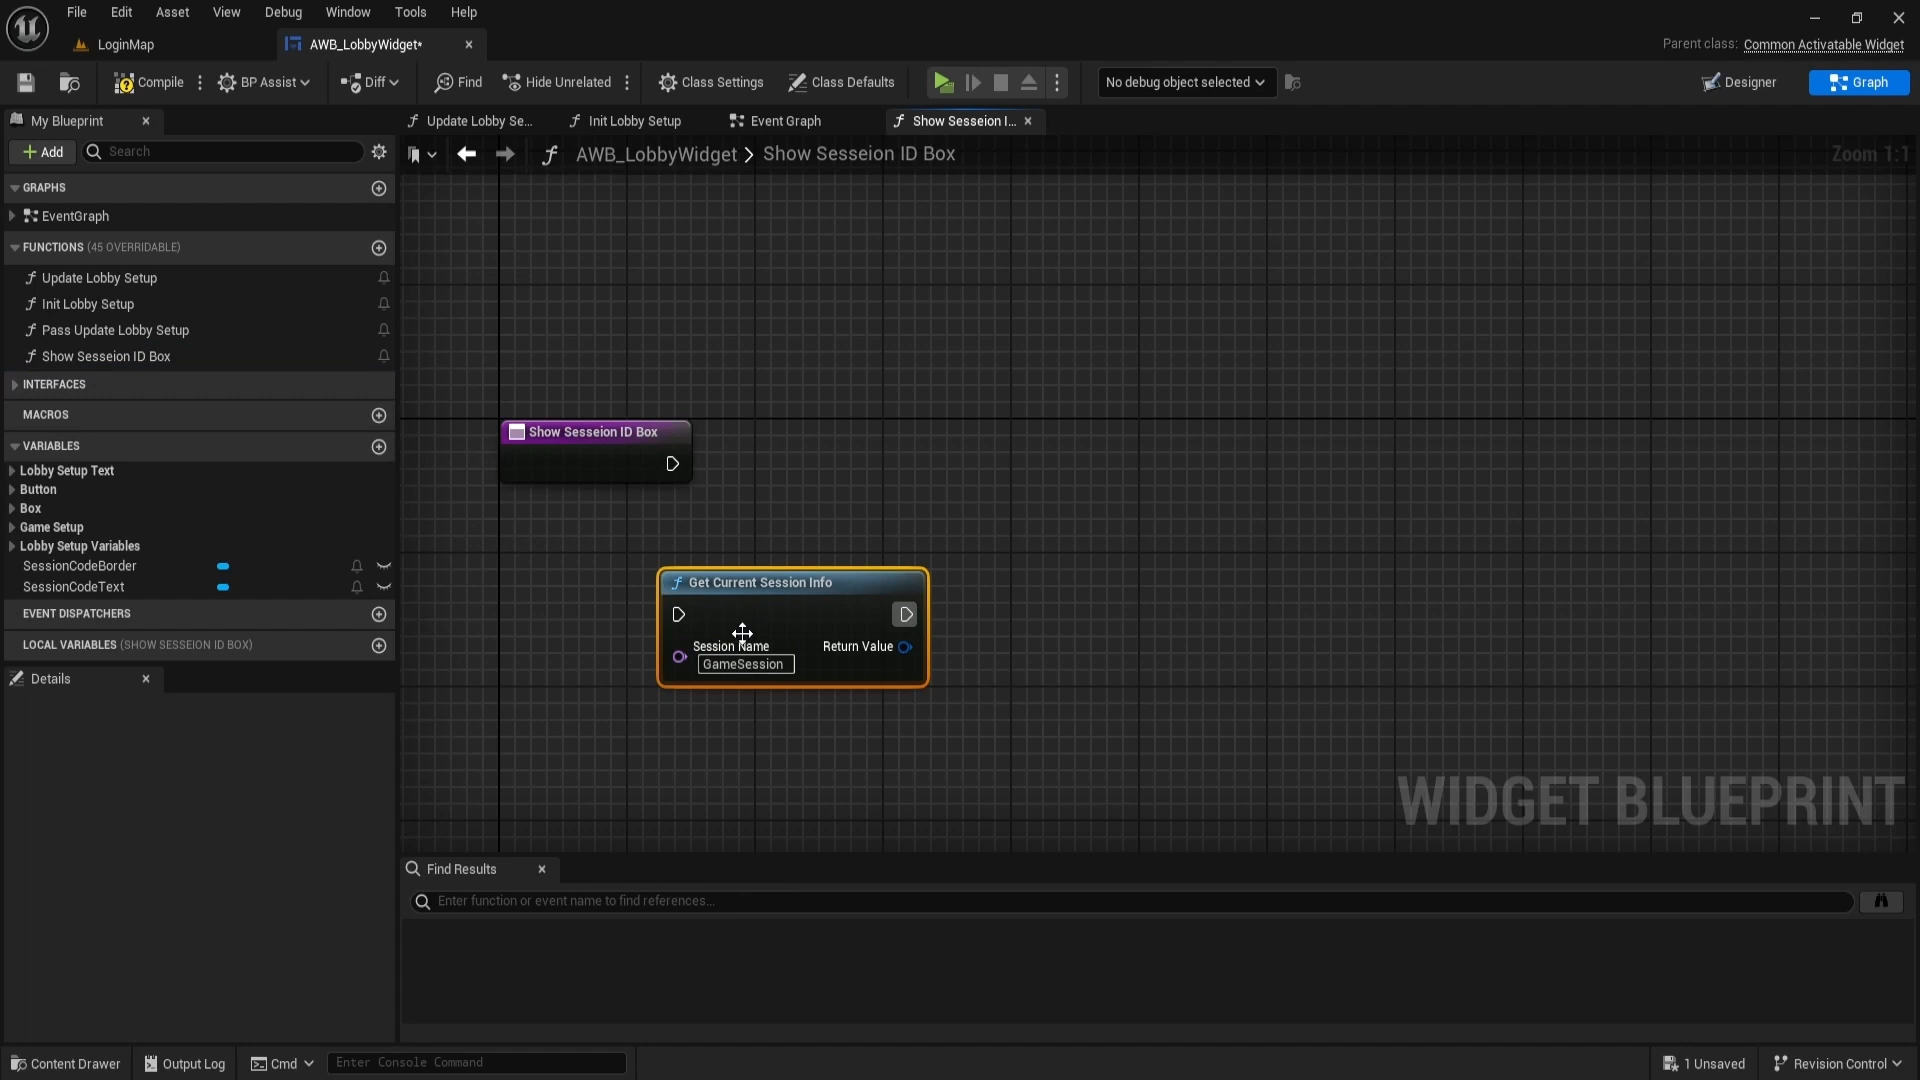 File Edit Asset View Debug Window Tools Help
LoginMap
AWB_LobbyWidget*
Parent class: Common Activatable Widget
Compile
BP Assist
Diff
Find
Hide Unrelated
Class Settings
Class Defaults
No debug object selected
Designer
Graph
My Blueprint
Update Lobby Se...
Init Lobby Setup
Event Graph
Show Sesseion I...
+ Add
Search
AWB_LobbyWidget > Show Sesseion ID Box
Zoom 1:1
GRAPHS
EventGraph
FUNCTIONS (45 OVERRIDABLE)
Update Lobby Setup
Init Lobby Setup
Pass Update Lobby Setup
Show Sesseion ID Box
INTERFACES
MACROS
VARIABLES
Lobby Setup Text
Button
Box
Game Setup
Lobby Setup Variables
SessionCodeBorder
SessionCodeText
EVENT DISPATCHERS
LOCAL VARIABLES (SHOW SESSEION ID BOX)
Details
Show Sesseion ID Box
Get Current Session Info
Session Name
Return Value
GameSession
WIDGET BLUEPRINT
Find Results
Enter function or event name to find references...
Content Drawer
Output Log
Cmd
Enter Console Command
1 Unsaved
Revision Control